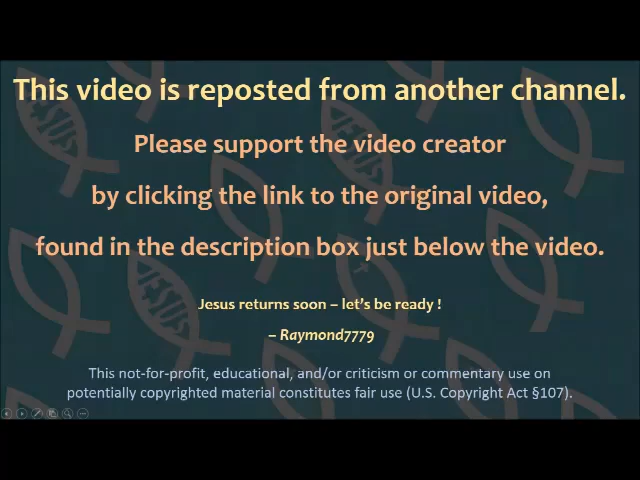 This video is reposted from another channel.
Please support the video creator
by clicking the link to the original video,
found in the description box just below the video.
Jesus returns soon – let's be ready !
– Raymond7779
This not-for-profit, educational, and/or criticism or commentary use on
potentially copyrighted material constitutes fair use (U.S. Copyright Act §107).
JESUS
JESUS
JESUS